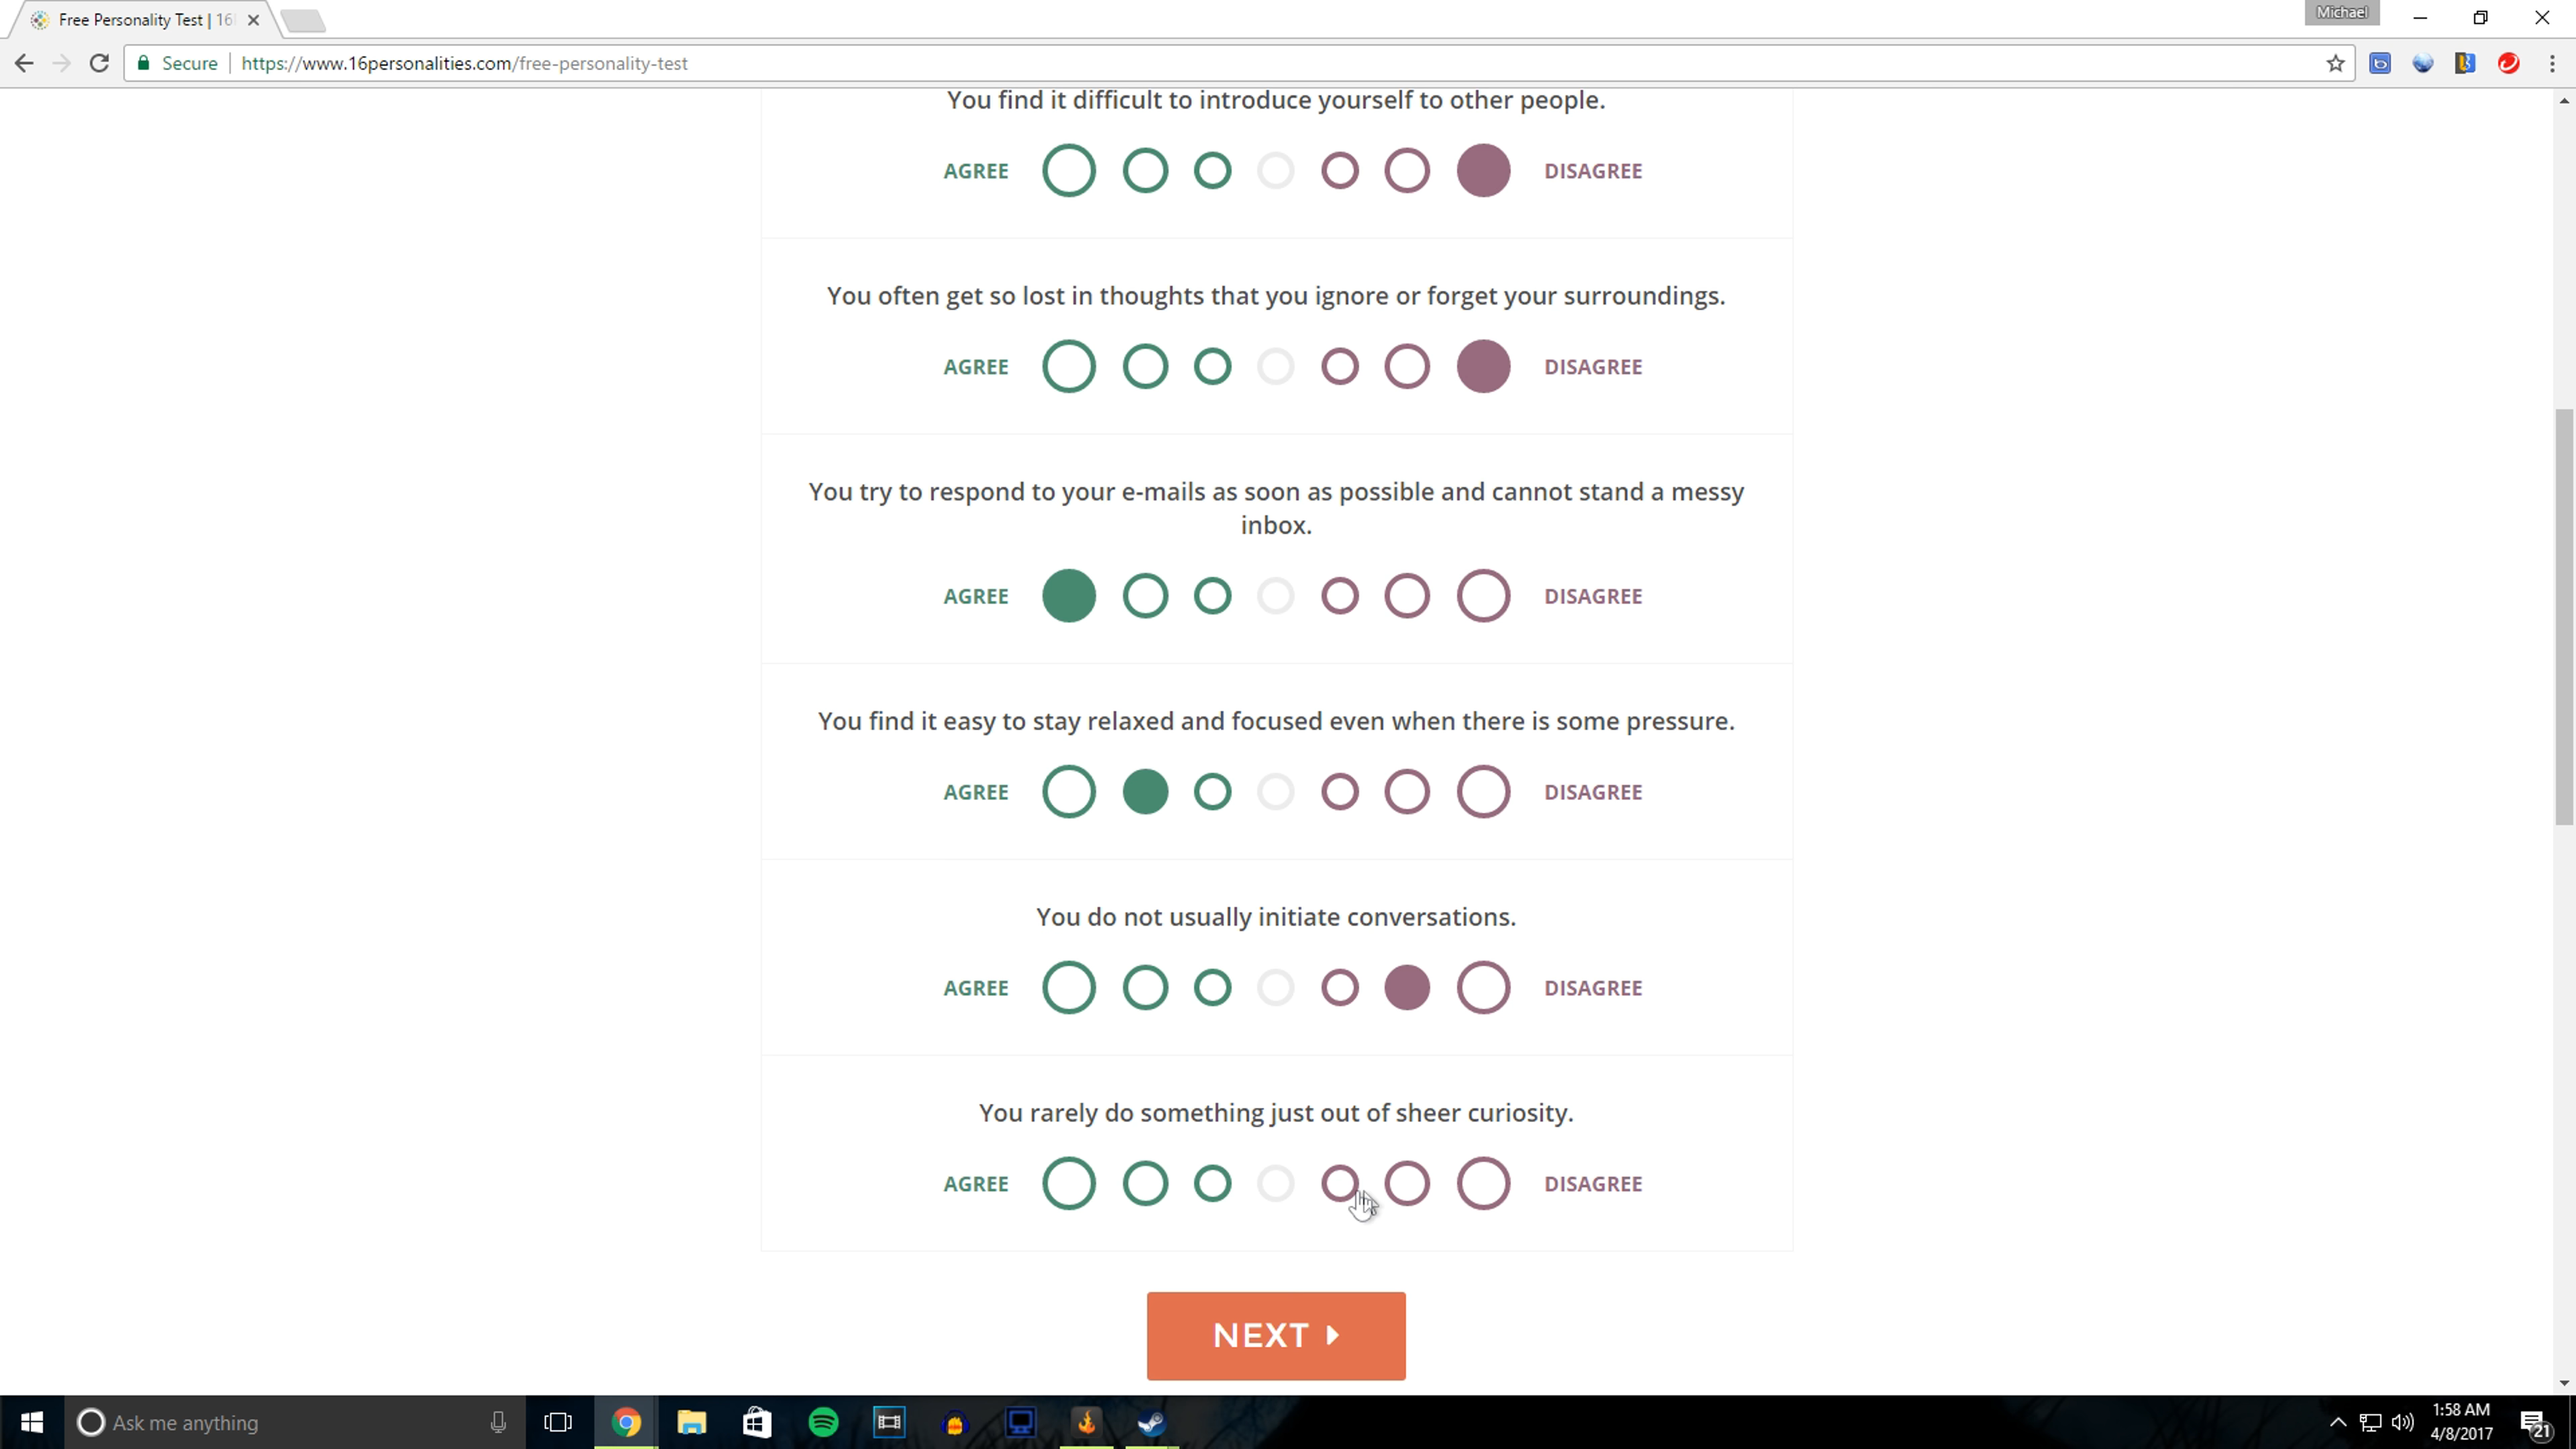 Free Personality Test | 16
Michael
Secure
https://www.16personalities.com/free-personality-test
You find it difficult to introduce yourself to other people.
AGREE DISAGREE
You often get so lost in thoughts that you ignore or forget your surroundings.
AGREE DISAGREE
You try to respond to your e-mails as soon as possible and cannot stand a messy
inbox.
AGREE DISAGREE
You find it easy to stay relaxed and focused even when there is some pressure.
AGREE DISAGREE
You do not usually initiate conversations.
AGREE DISAGREE
You rarely do something just out of sheer curiosity.
AGREE DISAGREE
NEXT
Ask me anything
1:58 AM
4/8/2017
21